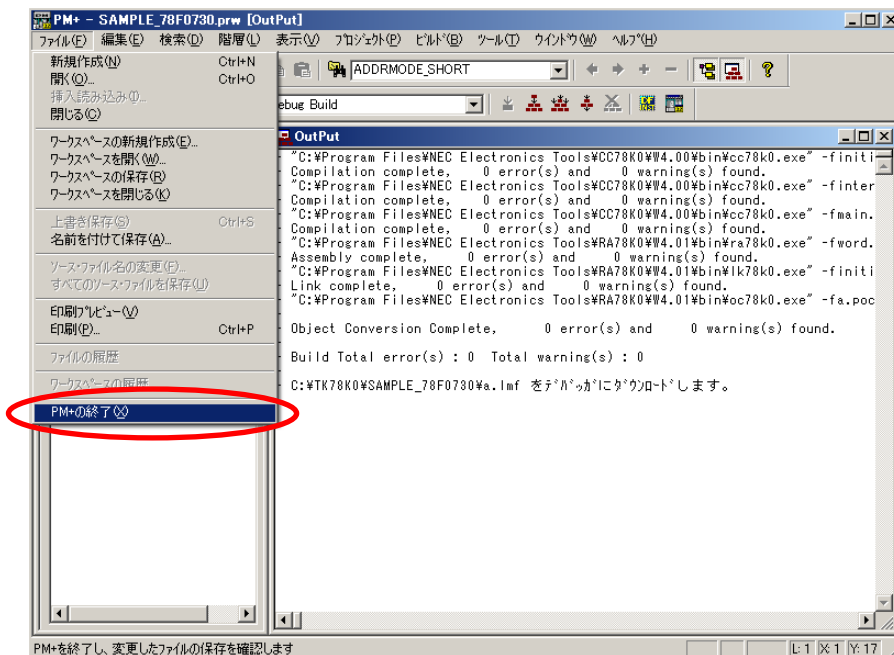 PM+ - SAMPLE_78F0730.prw [OutPut]
ファイル(F) 編集(E) 検索(D) 階層(L) 表示(V) プロジェクト(P) ビルド(B) ツール(T) ウインドウ(W) ヘルプ(H)
新規作成(N) Ctrl+N
開く(O)... Ctrl+O
挿入読み込み(I)...
閉じる(C)
ワークスペースの新規作成(E)...
ワークスペースを開く(W)...
ワークスペースの保存(R)
ワークスペースを閉じる(K)
上書き保存(S) Ctrl+S
名前を付けて保存(A)...
ソース・ファイル名の変更(F)...
すべてのソース・ファイルを保存(U)
印刷プレビュー(V)
印刷(P)... Ctrl+P
ファイルの履歴
ワークスペースの履歴
PM+の終了(X)
ADDRMODE_SHORT
ebug Build
OutPut
"C:¥Program Files¥NEC Electronics Tools¥CC78K0¥W4.00¥bin¥cc78k0.exe" -finiti
Compilation complete, 0 error(s) and 0 warning(s) found.
"C:¥Program Files¥NEC Electronics Tools¥CC78K0¥W4.00¥bin¥cc78k0.exe" -finter
Compilation complete, 0 error(s) and 0 warning(s) found.
"C:¥Program Files¥NEC Electronics Tools¥CC78K0¥W4.00¥bin¥cc78k0.exe" -fmain.
Compilation complete, 0 error(s) and 0 warning(s) found.
"C:¥Program Files¥NEC Electronics Tools¥RA78K0¥W4.01¥bin¥ra78k0.exe" -fword.
Assembly complete, 0 error(s) and 0 warning(s) found.
"C:¥Program Files¥NEC Electronics Tools¥RA78K0¥W4.01¥bin¥lk78k0.exe" -finiti
Link complete, 0 error(s) and 0 warning(s) found.
"C:¥Program Files¥NEC Electronics Tools¥RA78K0¥W4.01¥bin¥oc78k0.exe" -fa.poc
Object Conversion Complete, 0 error(s) and 0 warning(s) found.
Build Total error(s) : 0 Total warning(s) : 0
C:¥TK78K0¥SAMPLE_78F0730¥a.lmf をデバッガにダウンロードします。
PM+を終了し、変更したファイルの保存を確認します
L: 1 X: 1 Y: 17